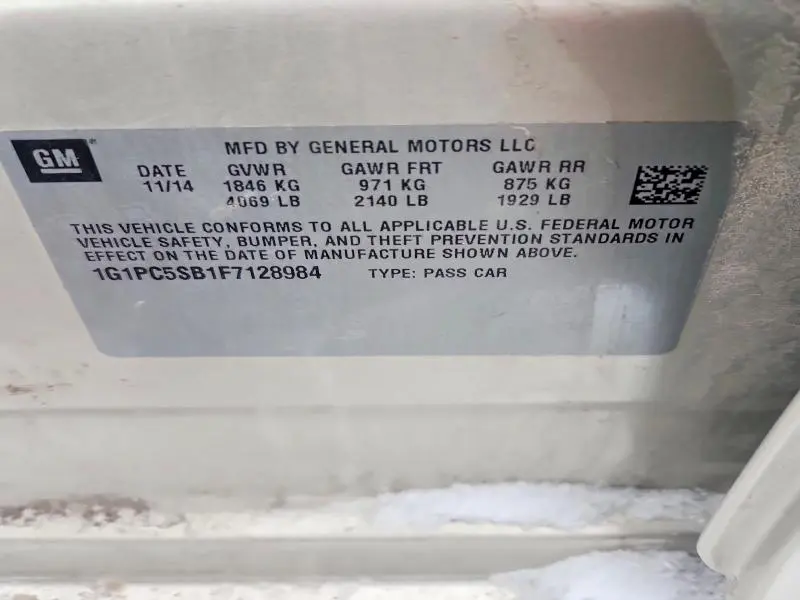 GM
MFD BY GENERAL MOTORS LLC
DATE GVWR GAWR FRT GAWR RR
11/14 1846 KG 971 KG 875 KG
4069 LB 2140 LB 1929 LB
THIS VEHICLE CONFORMS TO ALL APPLICABLE U.S. FEDERAL MOTOR
VEHICLE SAFETY, BUMPER, AND THEFT PREVENTION STANDARDS IN
EFFECT ON THE DATE OF MANUFACTURE SHOWN ABOVE.
1G1PC5SB1F7128984 TYPE: PASS CAR